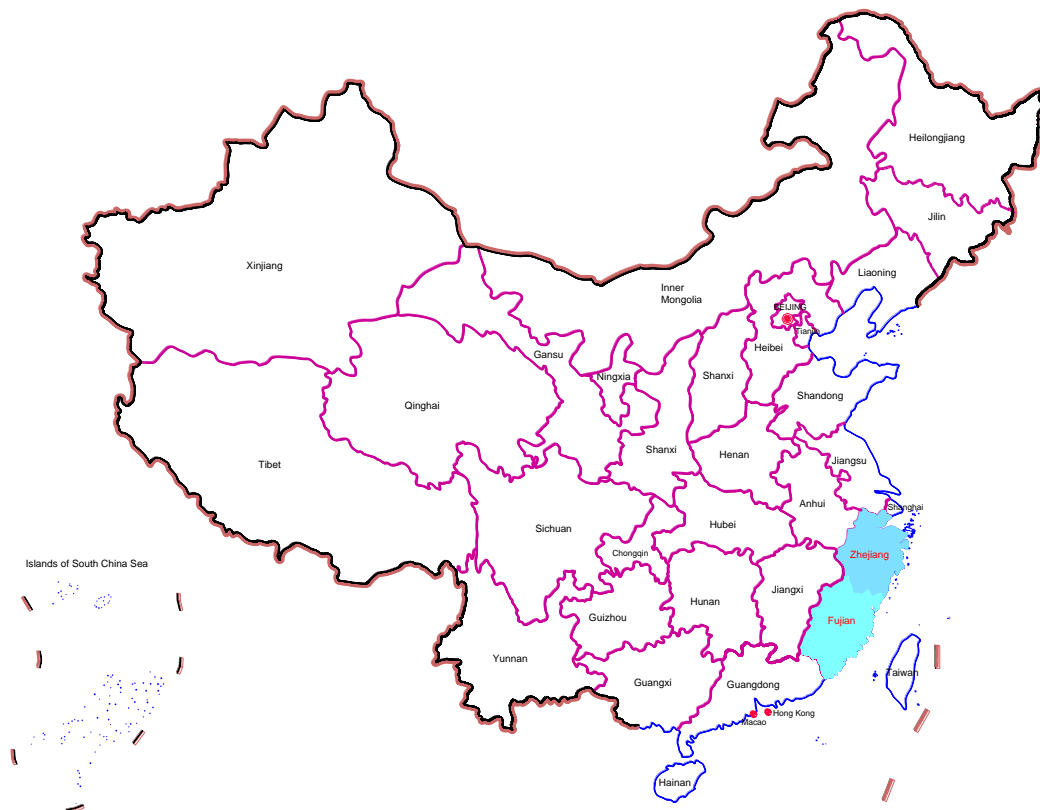 Heilongjiang
Jilin
Liaoning
Xinjiang
Inner
Mongolia
BEIJING
Tianjin
Heibei
Gansu
Ningxia
Shanxi
Shandong
Qinghai
Tibet
Shanxi
Henan
Jiangsu
Anhui
Shanghai
Sichuan
Hubei
Chongqin
Zhejiang
Islands of South China Sea
Guizhou
Hunan
Jiangxi
Fujian
Yunnan
Guangxi
Guangdong
Taiwan
Macao
Hong Kong
Hainan